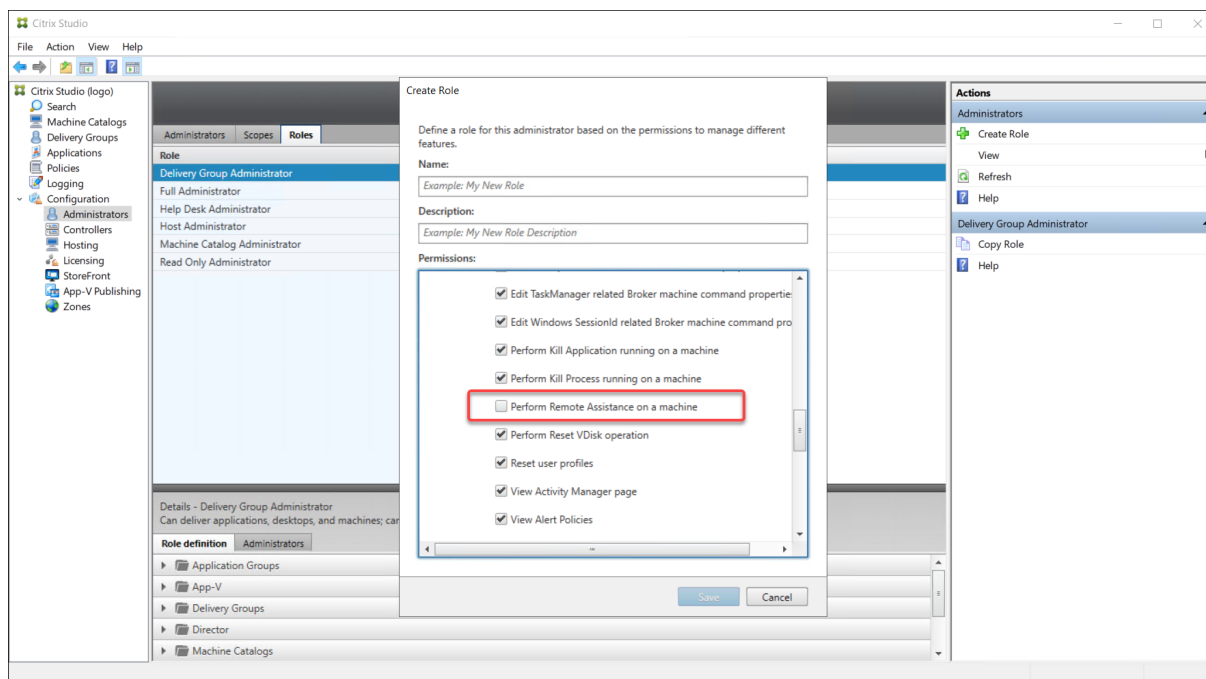 Citrix Studio
File Action View Help
Citrix Studio (logo)
Search
Machine Catalogs
Delivery Groups
Applications
Policies
Logging
Configuration
Administrators
Controllers
Hosting
Licensing
StoreFront
App-V Publishing
Zones
Administrators Scopes Roles
Role
Delivery Group Administrator
Full Administrator
Help Desk Administrator
Host Administrator
Machine Catalog Administrator
Read Only Administrator
Details - Delivery Group Administrator
Can deliver applications, desktops, and machines; car
Role definition Administrators
Application Groups
App-V
Delivery Groups
Director
Machine Catalogs
Create Role
Define a role for this administrator based on the permissions to manage different
features.
Name:
Example: My New Role
Description:
Example: My New Role Description
Permissions:
Edit TaskManager related Broker machine command propertie
Edit Windows SessionId related Broker machine command pro
Perform Kill Application running on a machine
Perform Kill Process running on a machine
Perform Remote Assistance on a machine
Perform Reset VDisk operation
Reset user profiles
View Activity Manager page
View Alert Policies
Save Cancel
Actions
Administrators
Create Role
View
Refresh
Help
Delivery Group Administrator
Copy Role
Help